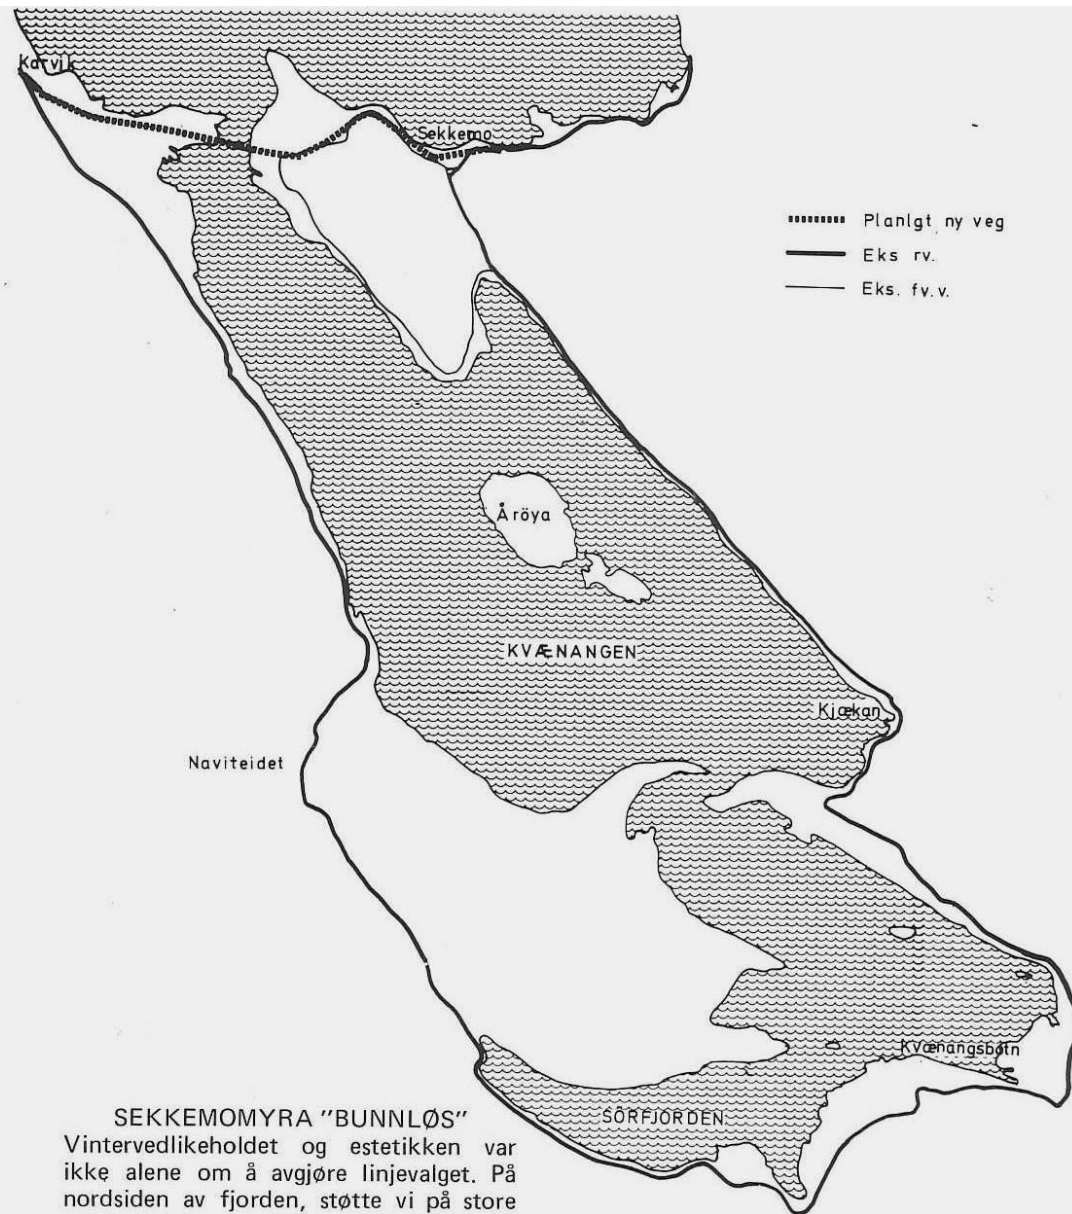 Karvik
Sekkemo
Planlgt ny veg
Eks rv.
Eks. fv.v.
Åröya
KVÆNANGEN
Kjækan
Naviteidet
Kvænangsbotn
SÖRFJORDEN
SEKKEMOMYRA "BUNNLØS"
Vintervedlikeholdet og estetikken var
ikke alene om å avgjøre linjevalget. På
nordsiden av fjorden, støtte vi på store